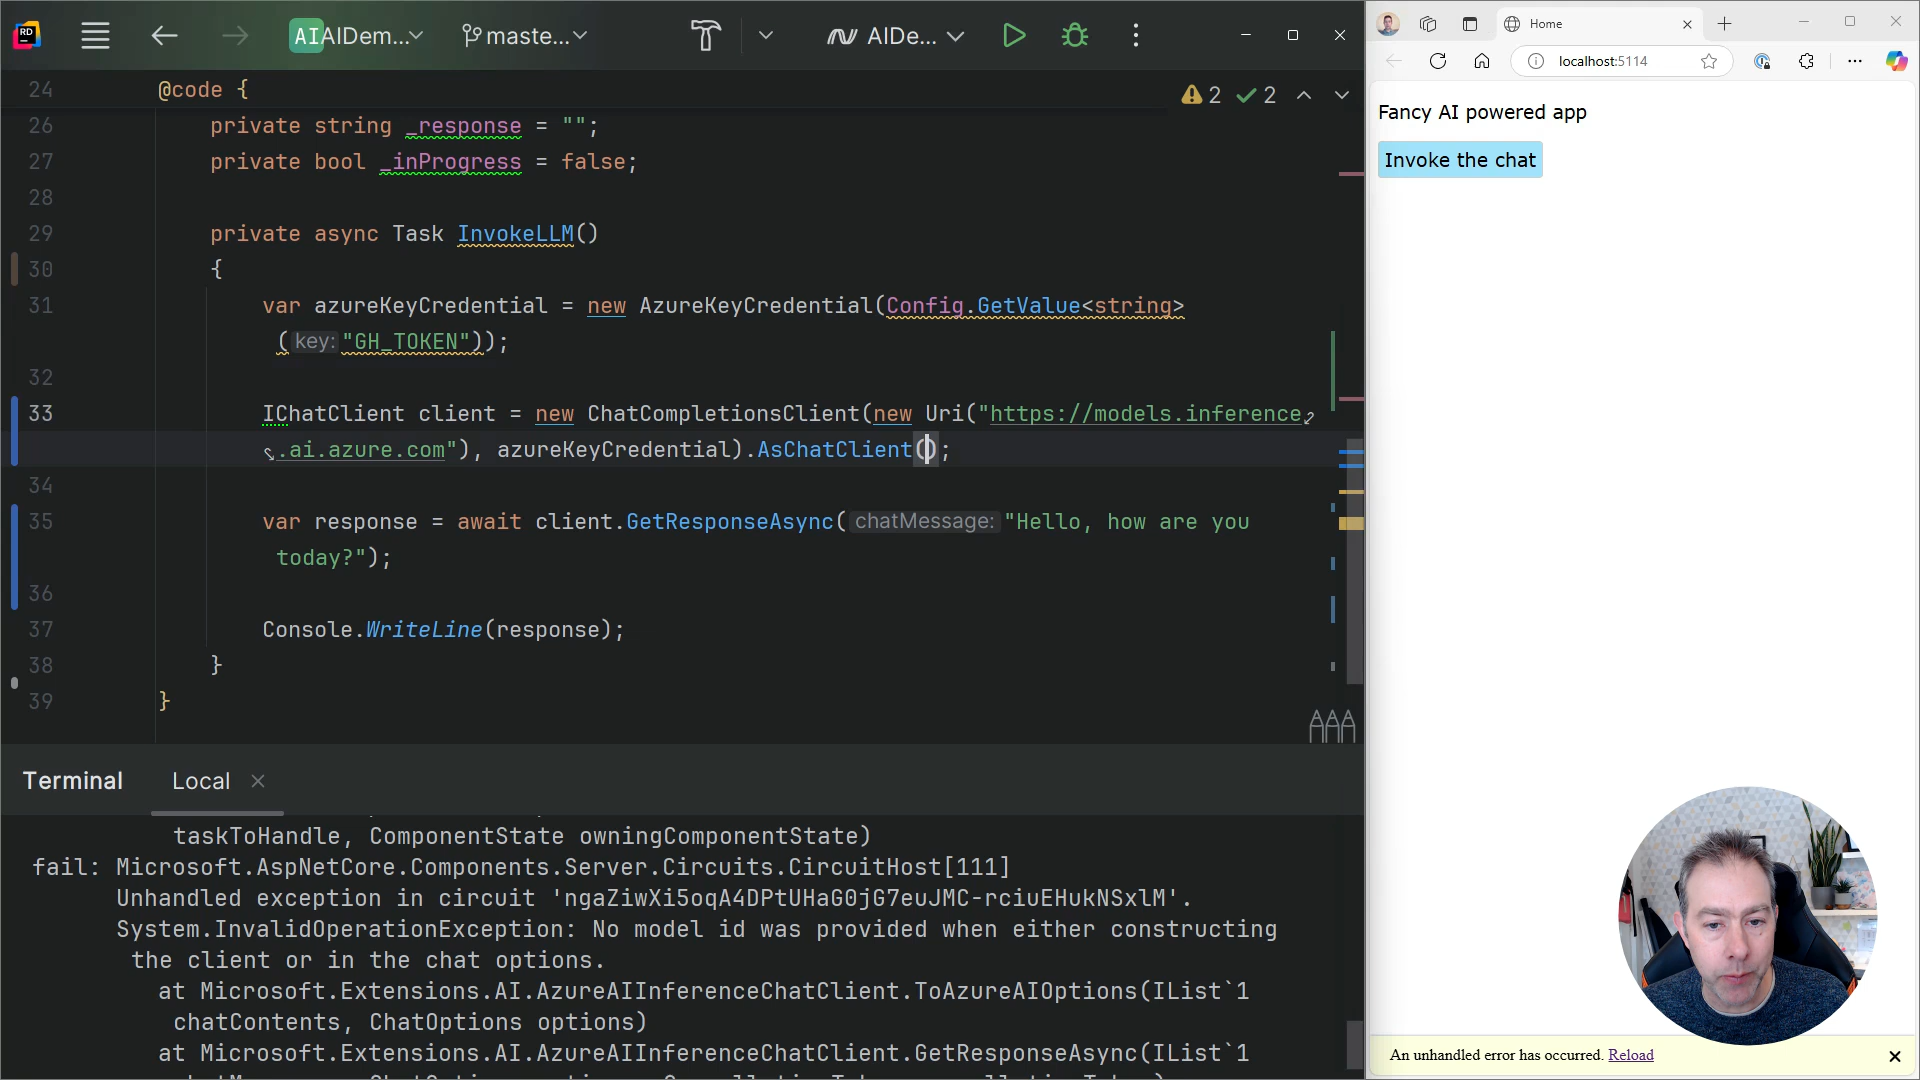 RD
AI AIDem...
maste...
AIDe...
24 @code {
2 2
26 private string _response = "";
27 private bool _inProgress = false;
28
29 private async Task InvokeLLM()
30 {
31 var azureKeyCredential = new AzureKeyCredential(Config.GetValue<string>
(key:"GH_TOKEN"));
32
33 IChatClient client = new ChatCompletionsClient(new Uri("https://models.inference
.ai.azure.com"), azureKeyCredential).AsChatClient();
34
35 var response = await client.GetResponseAsync(chatMessage:"Hello, how are you
today?");
36
37 Console.WriteLine(response);
38 }
39 }
Terminal Local
taskToHandle, ComponentState owningComponentState)
fail: Microsoft.AspNetCore.Components.Server.Circuits.CircuitHost[111]
Unhandled exception in circuit 'ngaZiwXi5oqA4DPtUHaG0jG7euJMC-rciuEHukNSxlM'.
System.InvalidOperationException: No model id was provided when either constructing
the client or in the chat options.
at Microsoft.Extensions.AI.AzureAIInferenceChatClient.ToAzureAIOptions(IList`1
chatContents, ChatOptions options)
at Microsoft.Extensions.AI.AzureAIInferenceChatClient.GetResponseAsync(IList`1
Home
localhost:5114
Fancy AI powered app
Invoke the chat
An unhandled error has occurred. Reload